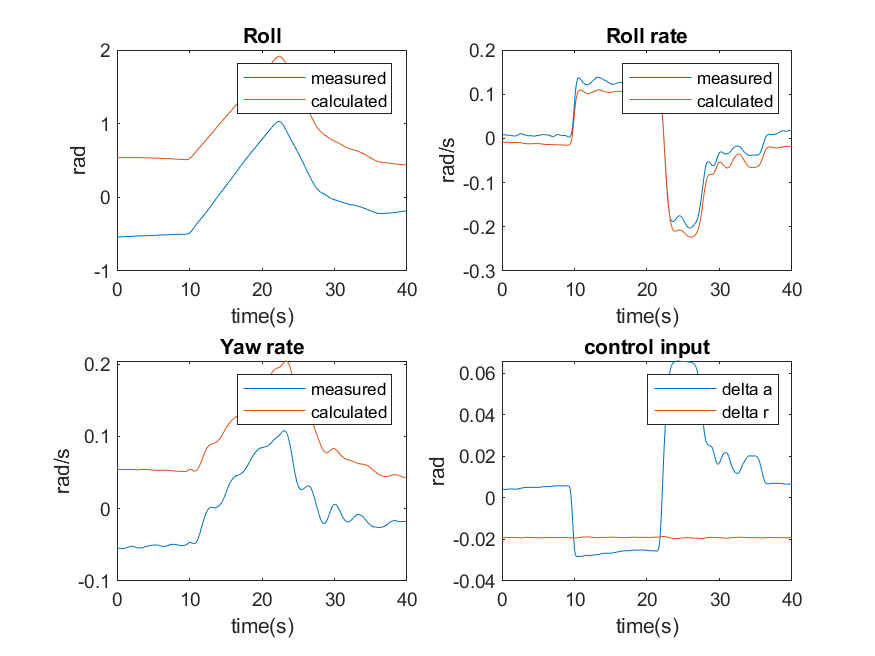 Roll
2
1
0
-1
rad
measured
calculated
0 10 20 30 40
time(s)
Roll rate
0.2
0.1
0
-0.1
-0.2
-0.3
rad/s
measured
calculated
0 10 20 30 40
time(s)
Yaw rate
0.2
0.1
0
-0.1
rad/s
measured
calculated
0 10 20 30 40
time(s)
control input
0.06
0.04
0.02
0
-0.02
-0.04
rad
delta a
delta r
0 10 20 30 40
time(s)